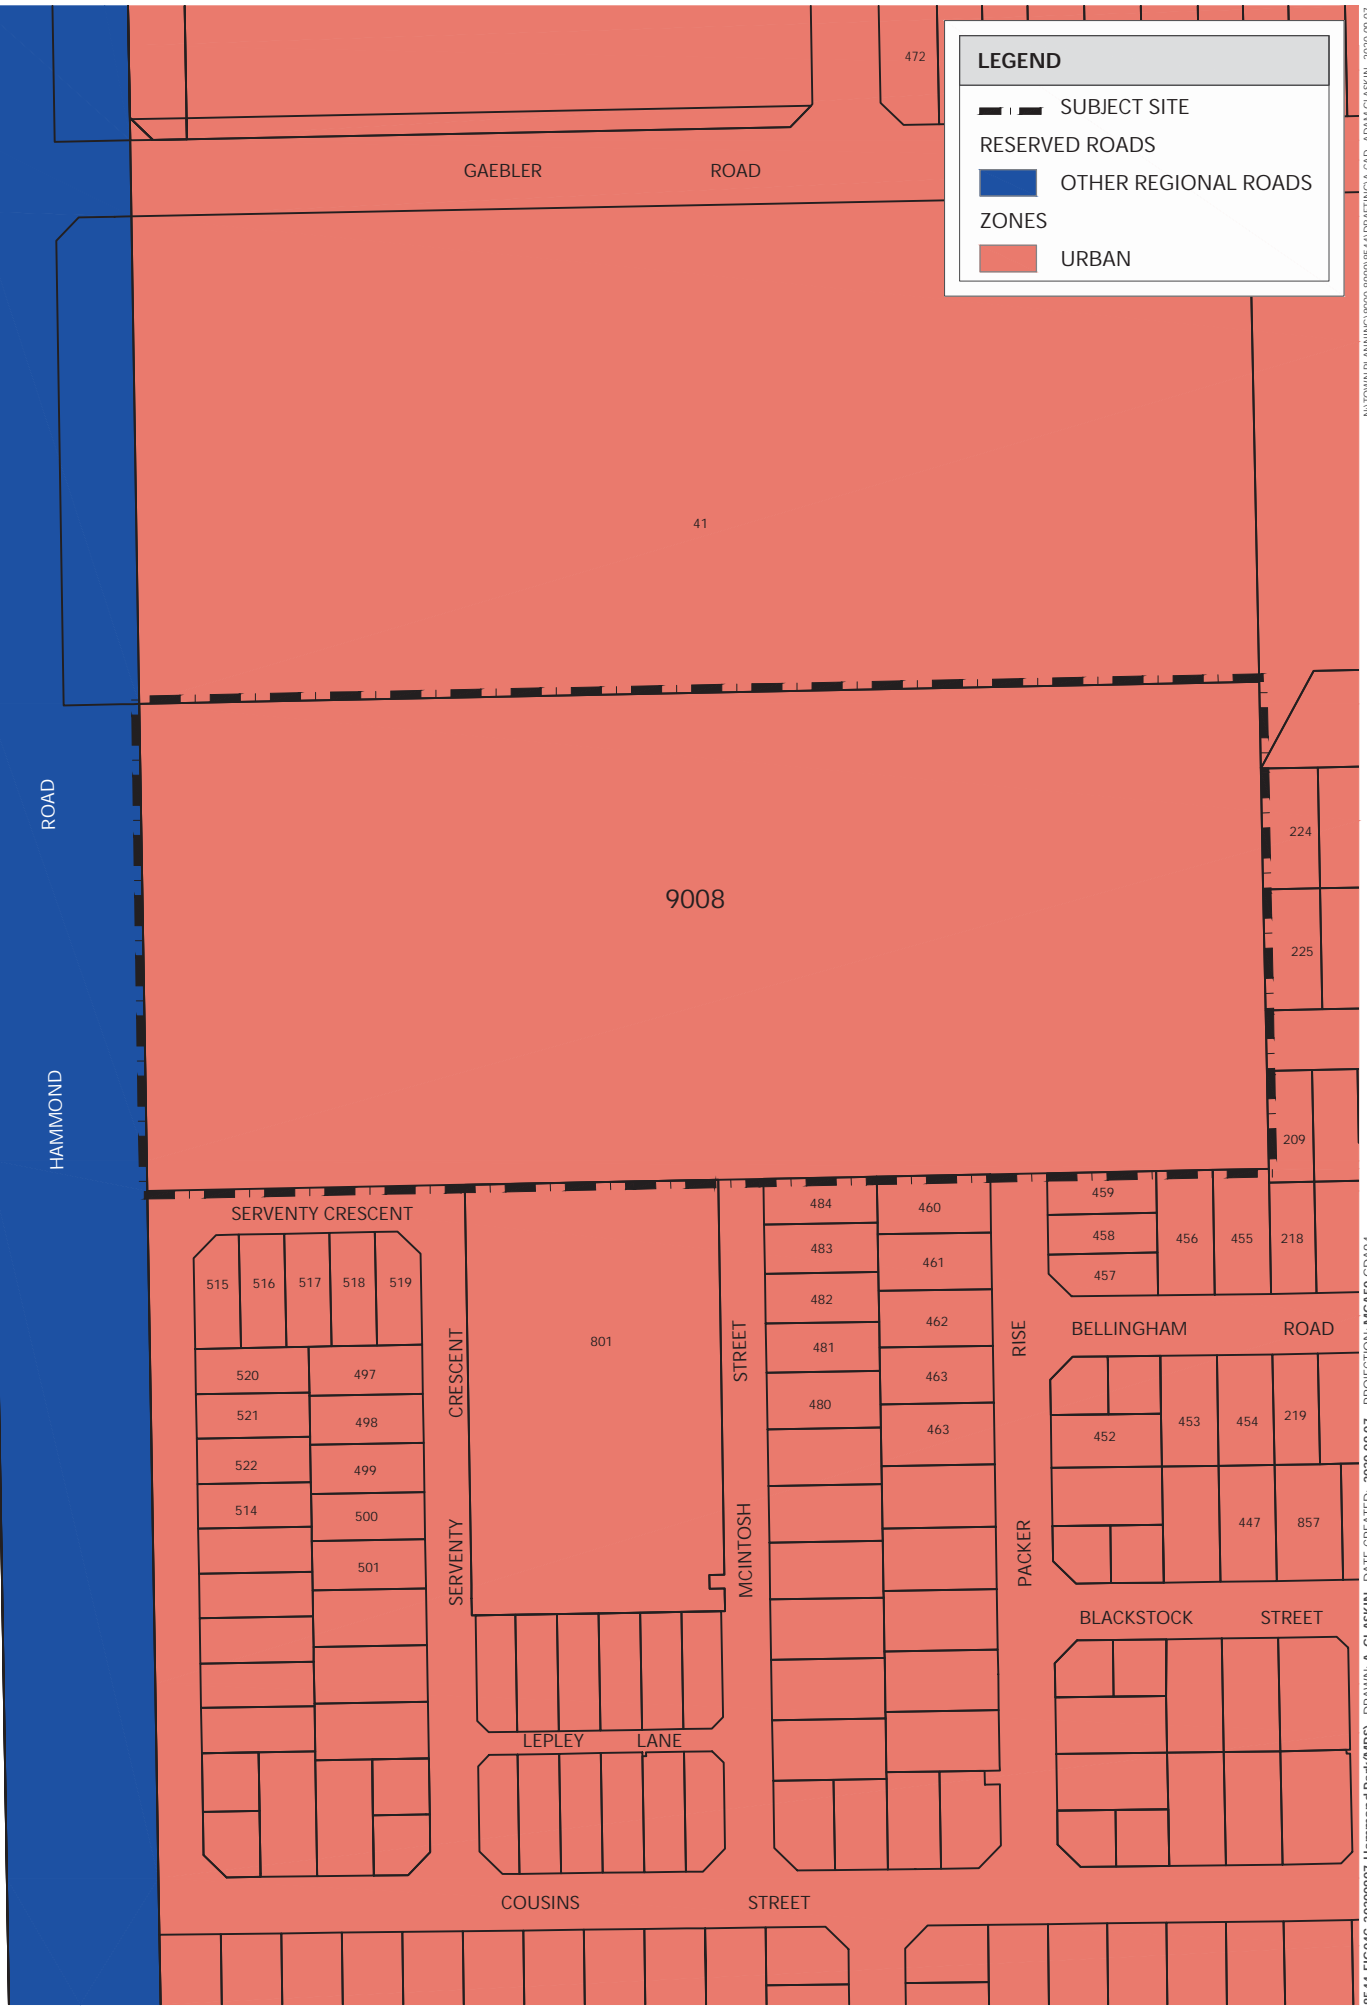 472
LEGEND
SUBJECT SITE
RESERVED ROADS
OTHER REGIONAL ROADS
ZONES
URBAN
GAEBLER ROAD
41
ROAD
HAMMOND
9008
224
225
209
SERVENTY CRESCENT
515 516 517 518 519
520 497
521 498
522 499
514 500
501
CRESCENT
SERVENTY
801
STREET
MCINTOSH
484 460
483 461
482 462
481 463
480 463
RISE
PACKER
459
458
457
456 455 218
BELLINGHAM ROAD
452 453 454 219
447 857
BLACKSTOCK STREET
LEPLEY LANE
COUSINS STREET